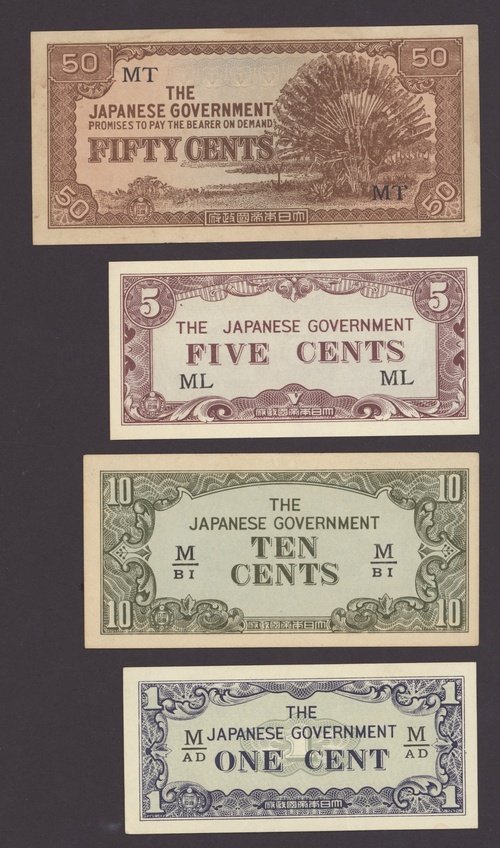 50 50
MT
THE
JAPANESE GOVERNMENT
PROMISES TO PAY THE BEARER ON DEMAND
FIFTY CENTS
MT
50 50
府政國帝本日大
5 5
THE JAPANESE GOVERNMENT
FIVE CENTS
ML ML
V
府政國帝本日大
10 10
THE
JAPANESE GOVERNMENT
M TEN M
BI CENTS BI
10 10
府政國帝本日大
1 1
THE
M JAPANESE GOVERNMENT M
AD ONE CENT AD
1 1
府政國帝本日大